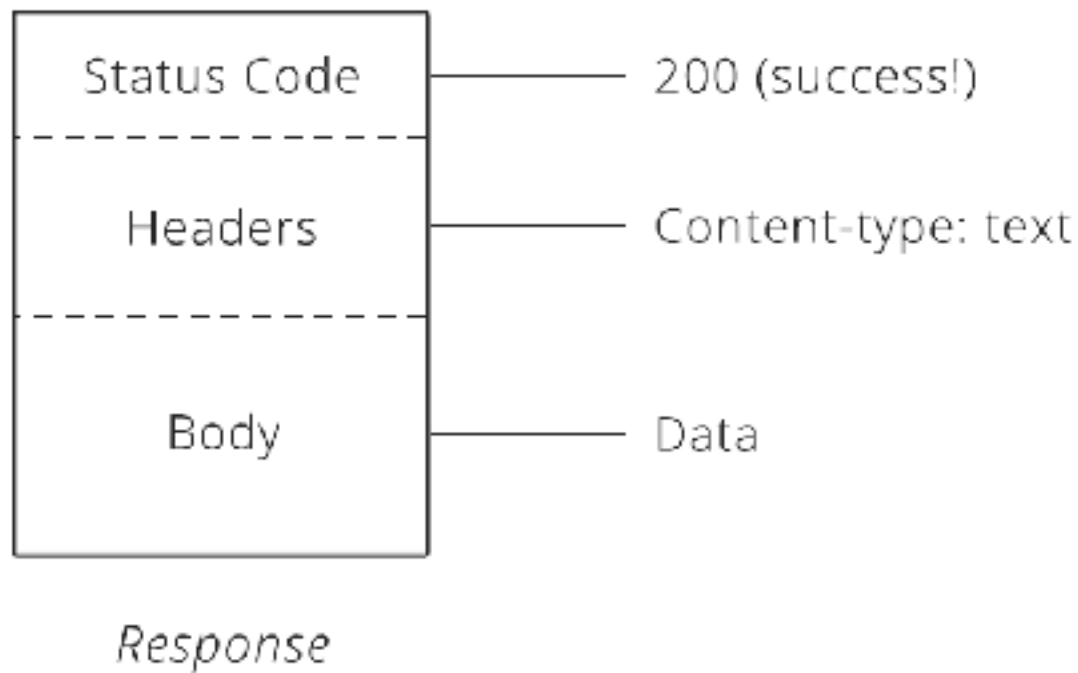 Status Code 200 (success!)
Headers Content-type: text
Body Data
Response